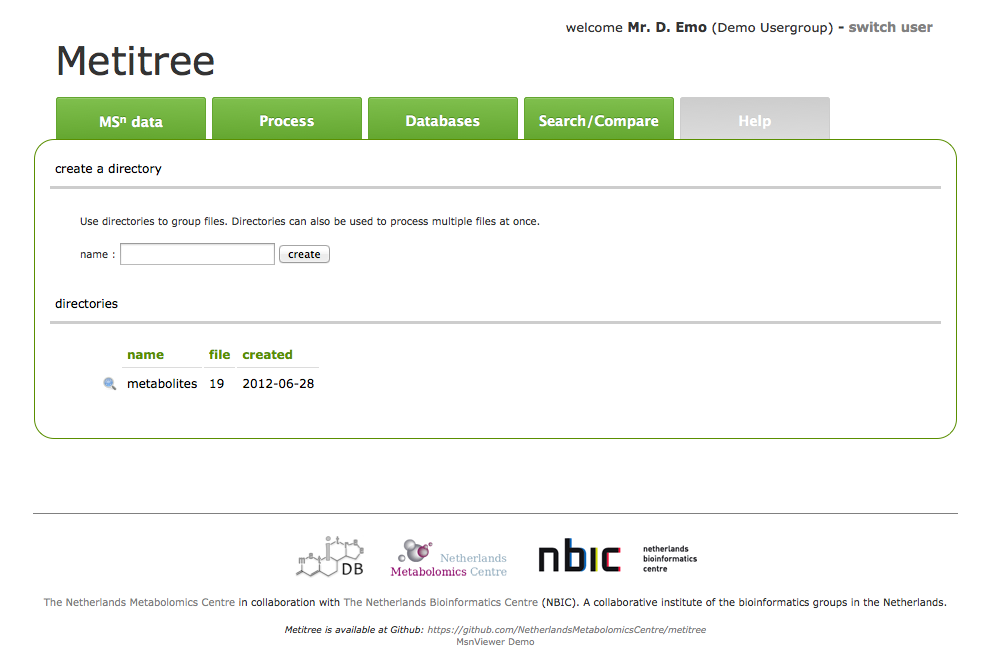 welcome Mr. D. Emo (Demo Usergroup) - switch user
Metitree
MSⁿ data
Process
Databases
Search/Compare
Help
create a directory
Use directories to group files. Directories can also be used to process multiple files at once.
name :
create
directories
name file created
metabolites 19 2012-06-28
DB
Netherlands
Metabolomics Centre
nbic
netherlands
bioinformatics
centre
The Netherlands Metabolomics Centre in collaboration with The Netherlands Bioinformatics Centre (NBIC). A collaborative institute of the bioinformatics groups in the Netherlands.
Metitree is available at Github: https://github.com/NetherlandsMetabolomicsCentre/metitree
MsnViewer Demo